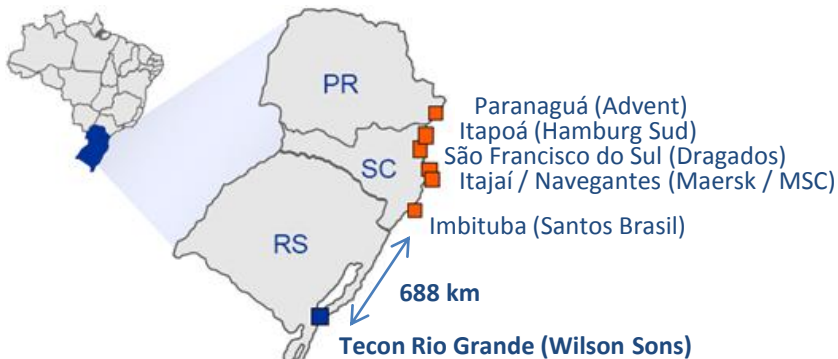 PR
Paranaguá (Advent)
Itapoá (Hamburg Sud)
São Francisco do Sul (Dragados)
SC
Itajaí / Navegantes (Maersk / MSC)
Imbituba (Santos Brasil)
RS
688 km
Tecon Rio Grande (Wilson Sons)